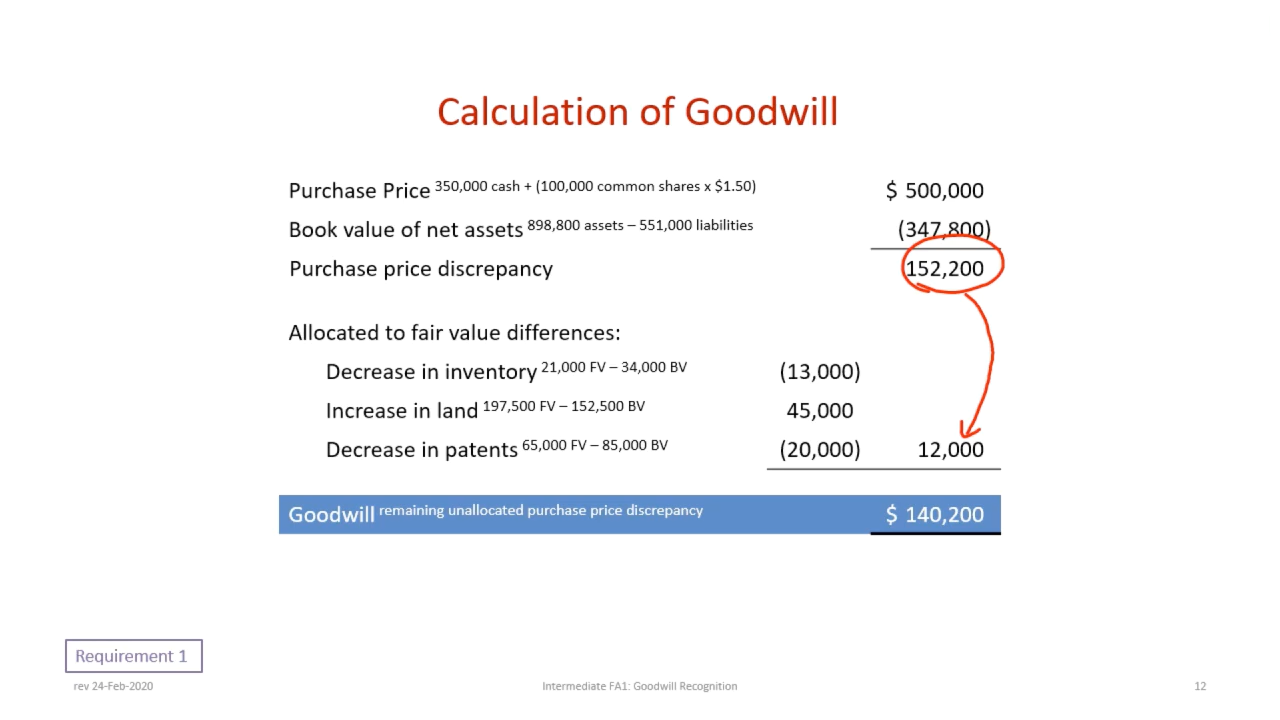 Calculation of Goodwill
Purchase Price 350,000 cash + (100,000 common shares x $1.50) $ 500,000
Book value of net assets 898,800 assets – 551,000 liabilities (347,800)
Purchase price discrepancy 152,200
Allocated to fair value differences:
Decrease in inventory 21,000 FV – 34,000 BV (13,000)
Increase in land 197,500 FV – 152,500 BV 45,000
Decrease in patents 65,000 FV – 85,000 BV (20,000) 12,000
Goodwill remaining unallocated purchase price discrepancy $ 140,200
Requirement 1
rev 24-Feb-2020 Intermediate FA1: Goodwill Recognition 12